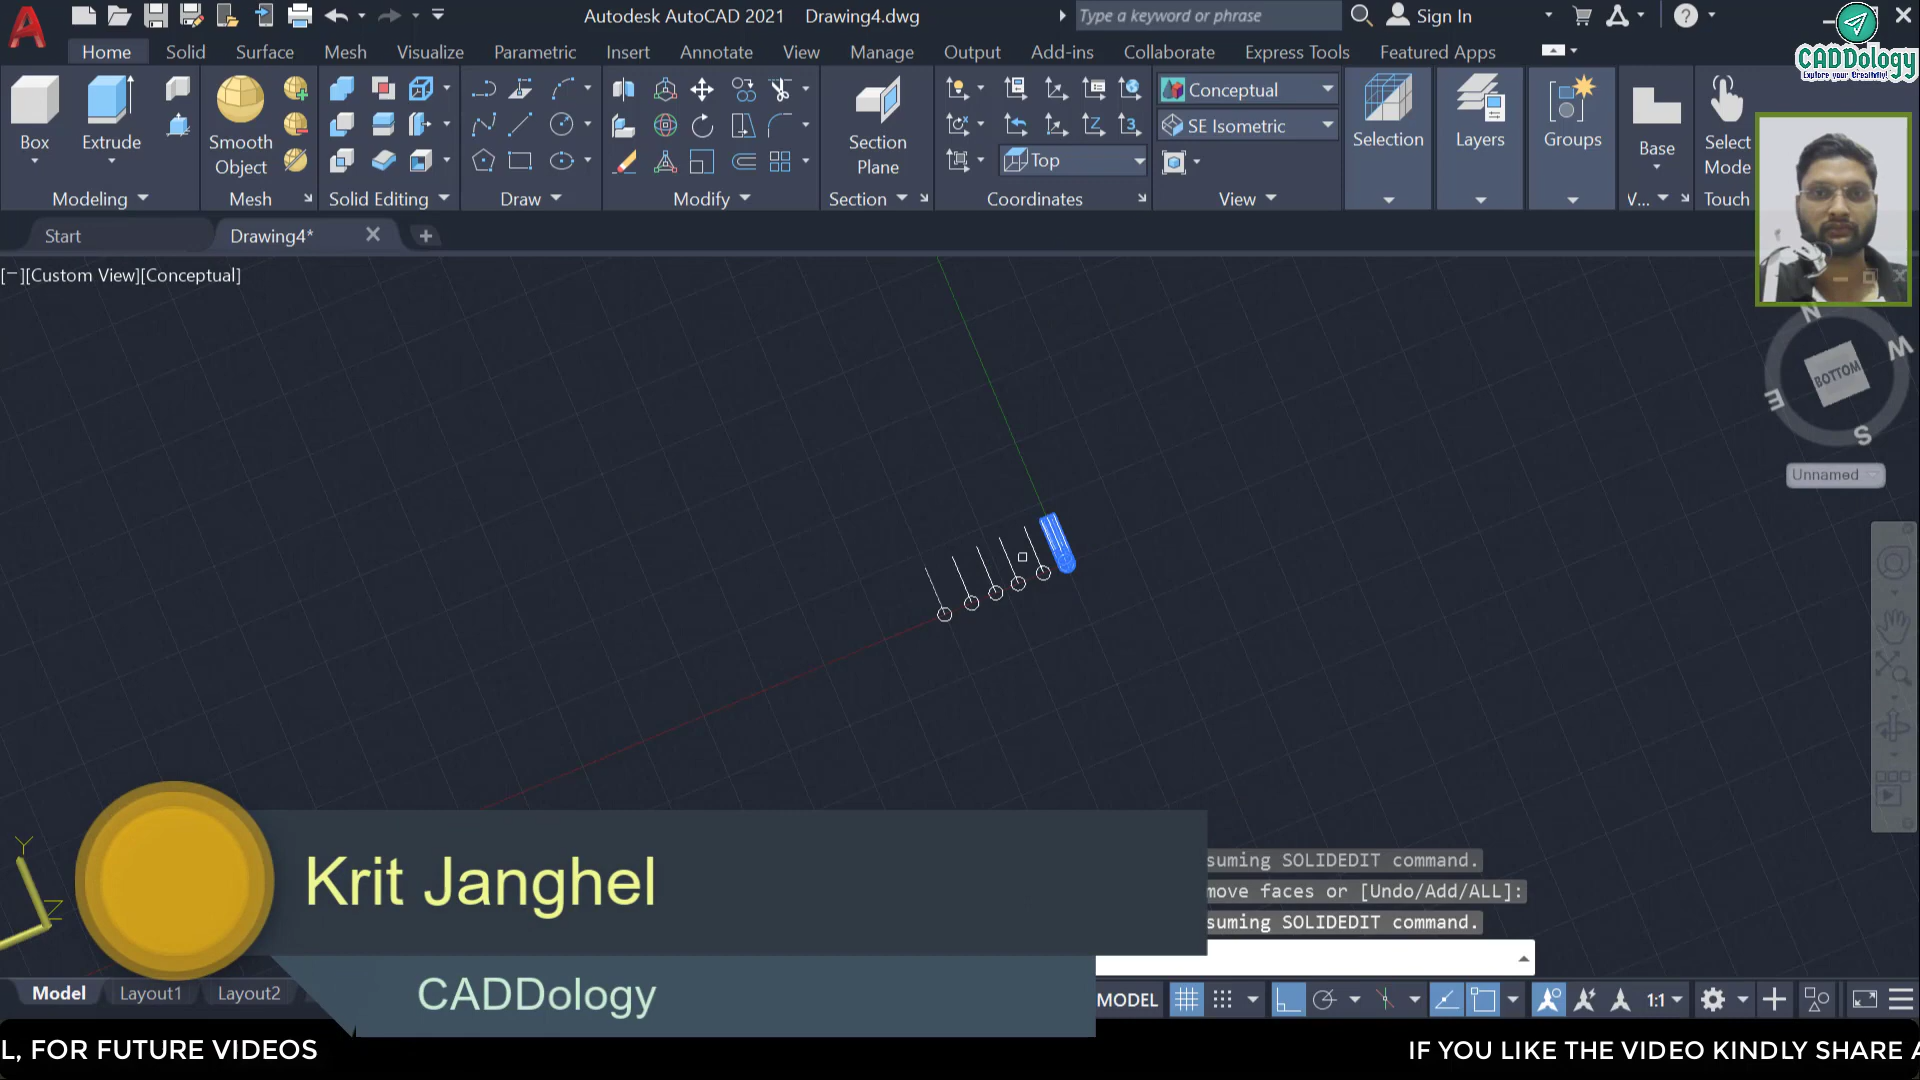 Autodesk AutoCAD 2021 Drawing4.dwg
Type a keyword or phrase
Sign In
CADDology
Explore your Creativity!
Home Solid Surface Mesh Visualize Parametric Insert Annotate View Manage Output Add-ins Collaborate Express Tools Featured Apps
Box
Extrude
Smooth
Object
Section
Plane
Top
Conceptual
SE Isometric
Selection
Layers
Groups
Base
Select
Mode
Modeling
Mesh
Solid Editing
Draw
Modify
Section
Coordinates
View
V...
Touch
Start
Drawing4*
[−][Custom View][Conceptual]
N
W
BOTTOM
E
S
Unnamed
Y
Z
Krit Janghel
CADDology
suming SOLIDEDIT command.
move faces or [Undo/Add/ALL]:
suming SOLIDEDIT command.
Model Layout1 Layout2
MODEL
1:1
L, FOR FUTURE VIDEOS
IF YOU LIKE THE VIDEO KINDLY SHARE